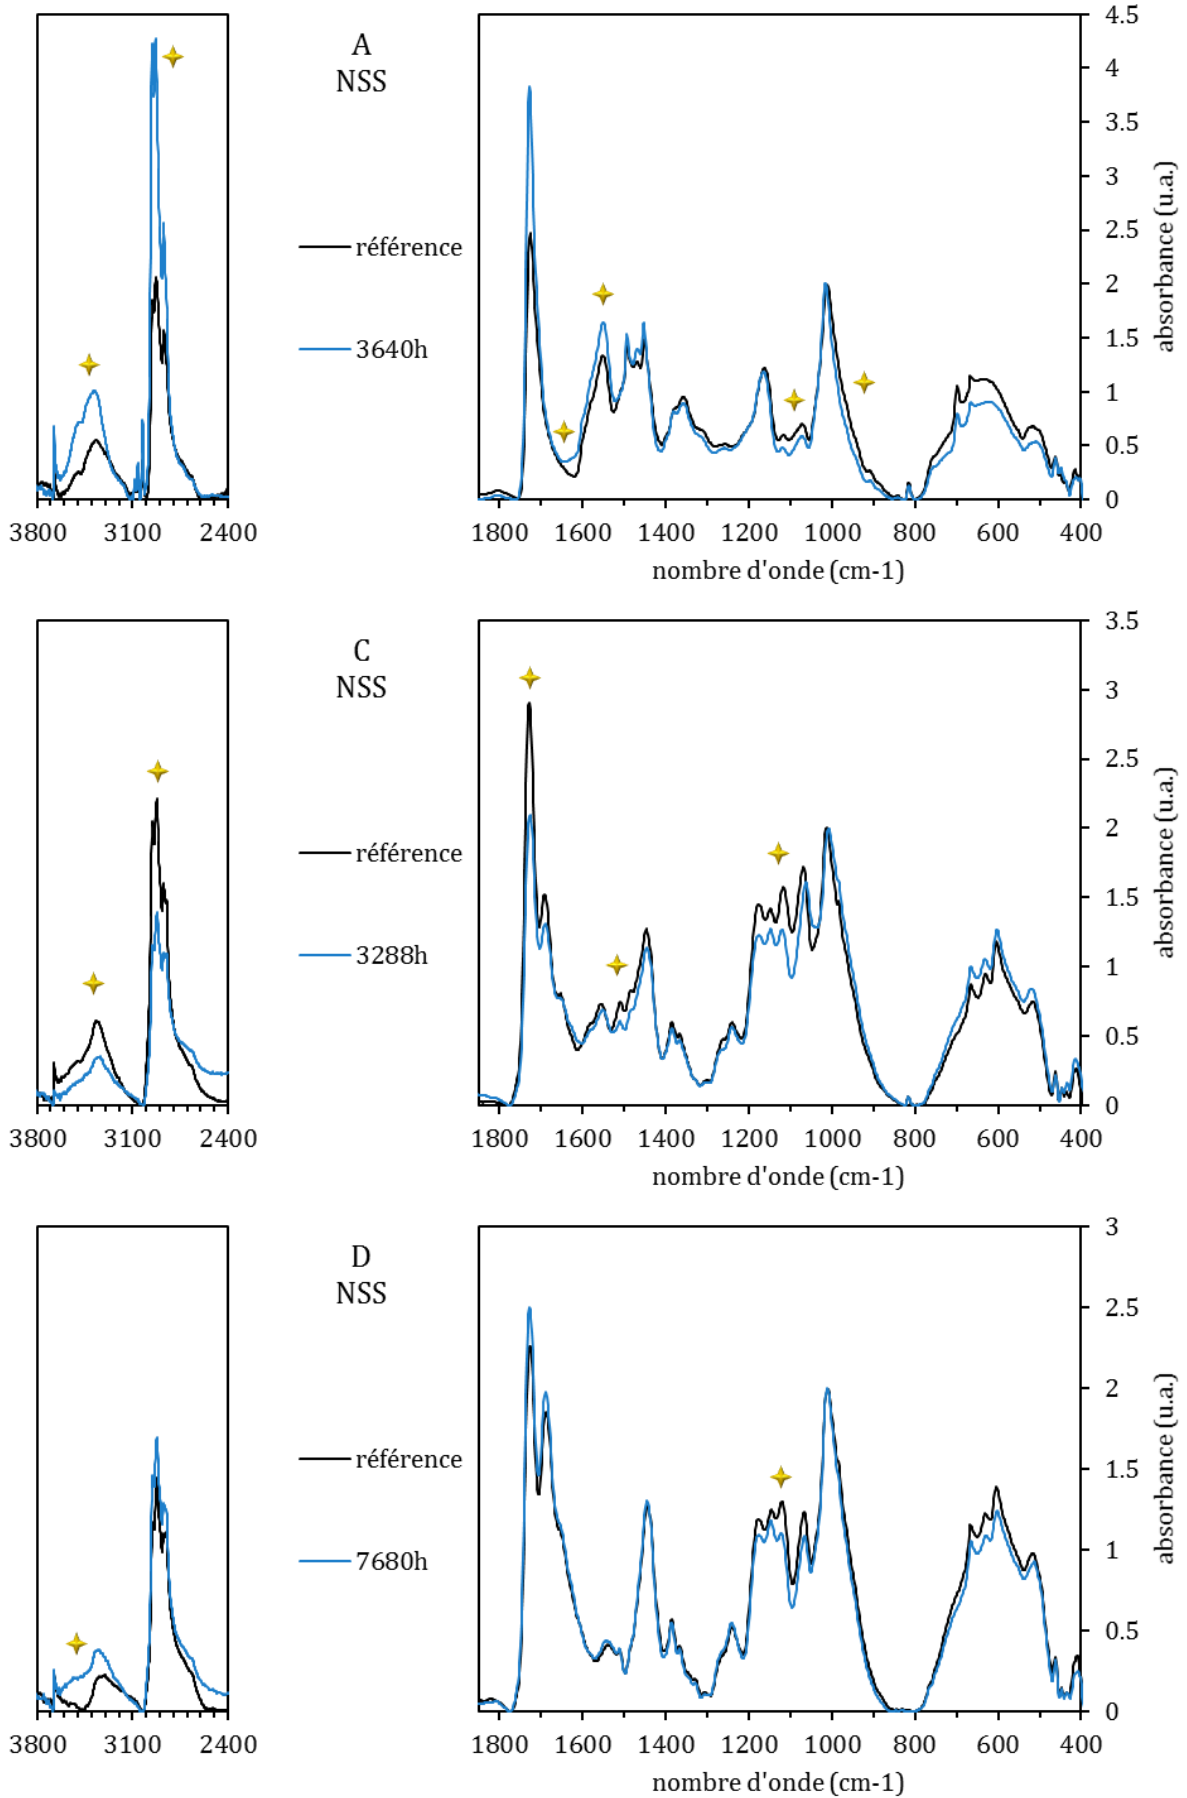 A
NSS
référence
3640h
4.5
4
3.5
3
2.5
2
1.5
1
0.5
0
absorbance (u.a.)
3800 3100 2400
1800 1600 1400 1200 1000 800 600 400
nombre d'onde (cm-1)
C
NSS
référence
3288h
3.5
3
2.5
2
1.5
1
0.5
0
absorbance (u.a.)
3800 3100 2400
1800 1600 1400 1200 1000 800 600 400
nombre d'onde (cm-1)
D
NSS
référence
7680h
3
2.5
2
1.5
1
0.5
0
absorbance (u.a.)
3800 3100 2400
1800 1600 1400 1200 1000 800 600 400
nombre d'onde (cm-1)